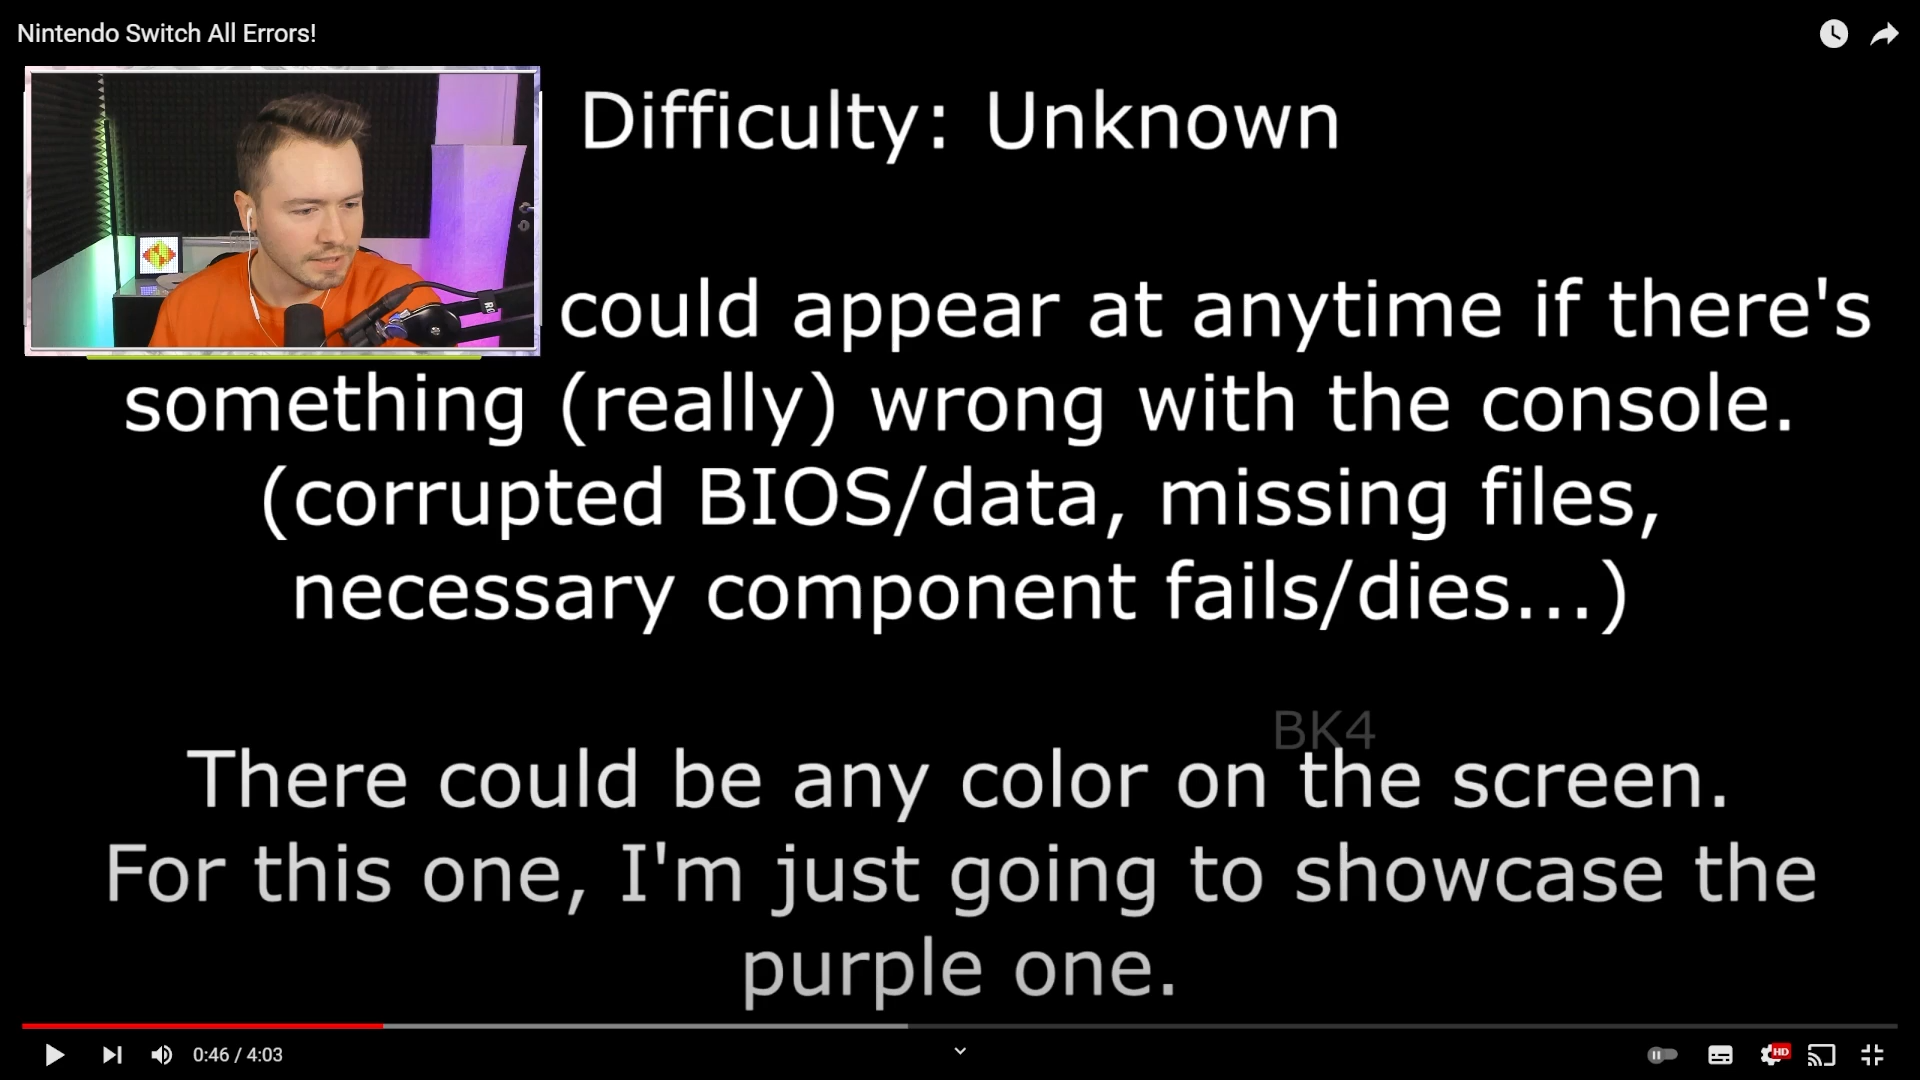 Nintendo Switch All Errors!
Difficulty: Unknown
could appear at anytime if there's
something (really) wrong with the console.
(corrupted BIOS/data, missing files,
necessary component fails/dies...)
BK4
There could be any color on the screen.
For this one, I'm just going to showcase the
purple one.
0:46 / 4:03
HD